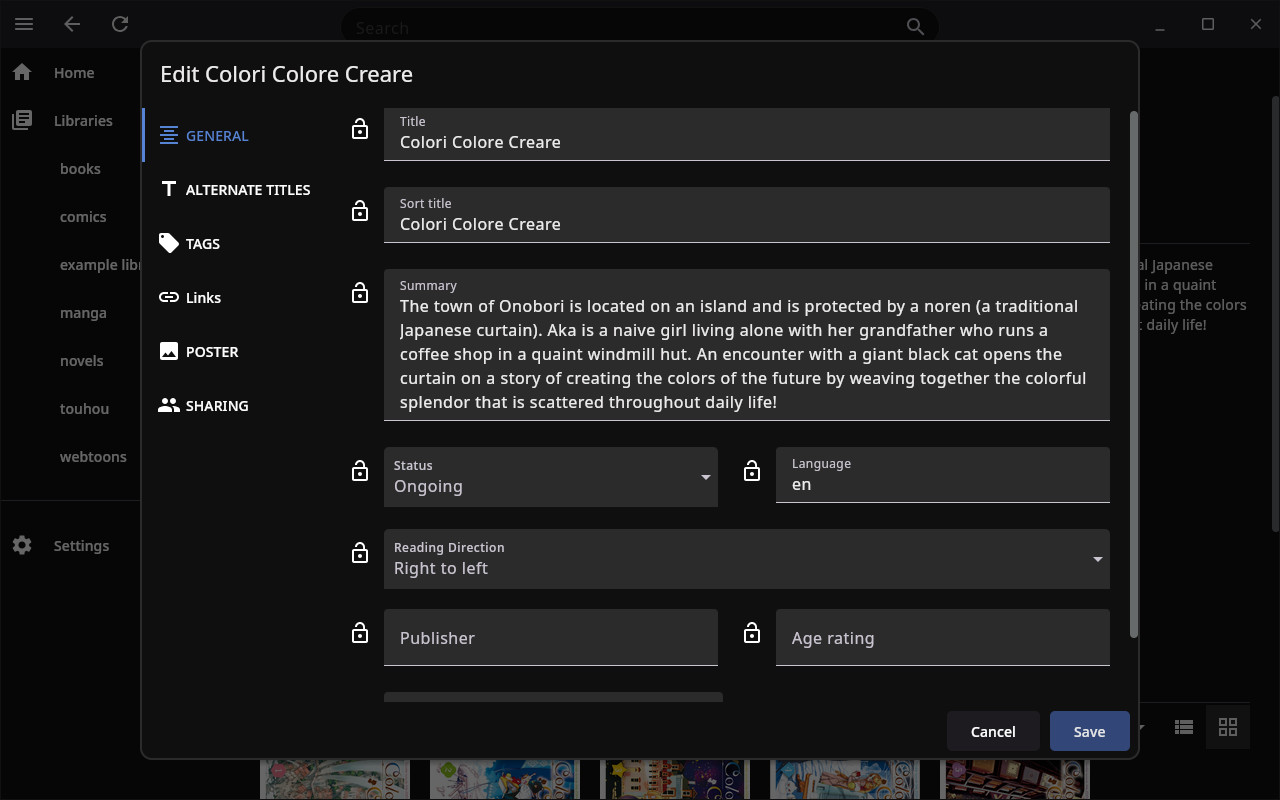 Search
Edit Colori Colore Creare
Home
Libraries
books
comics
example libr
manga
novels
touhou
webtoons
Settings
GENERAL
ALTERNATE TITLES
TAGS
Links
POSTER
SHARING
Title
Colori Colore Creare
Sort title
Colori Colore Creare
Summary
The town of Onobori is located on an island and is protected by a noren (a traditional
Japanese curtain). Aka is a naive girl living alone with her grandfather who runs a
coffee shop in a quaint windmill hut. An encounter with a giant black cat opens the
curtain on a story of creating the colors of the future by weaving together the colorful
splendor that is scattered throughout daily life!
Status
Ongoing
Language
en
Reading Direction
Right to left
Publisher
Age rating
Cancel
Save
al Japanese
in a quaint
ating the colors
daily life!